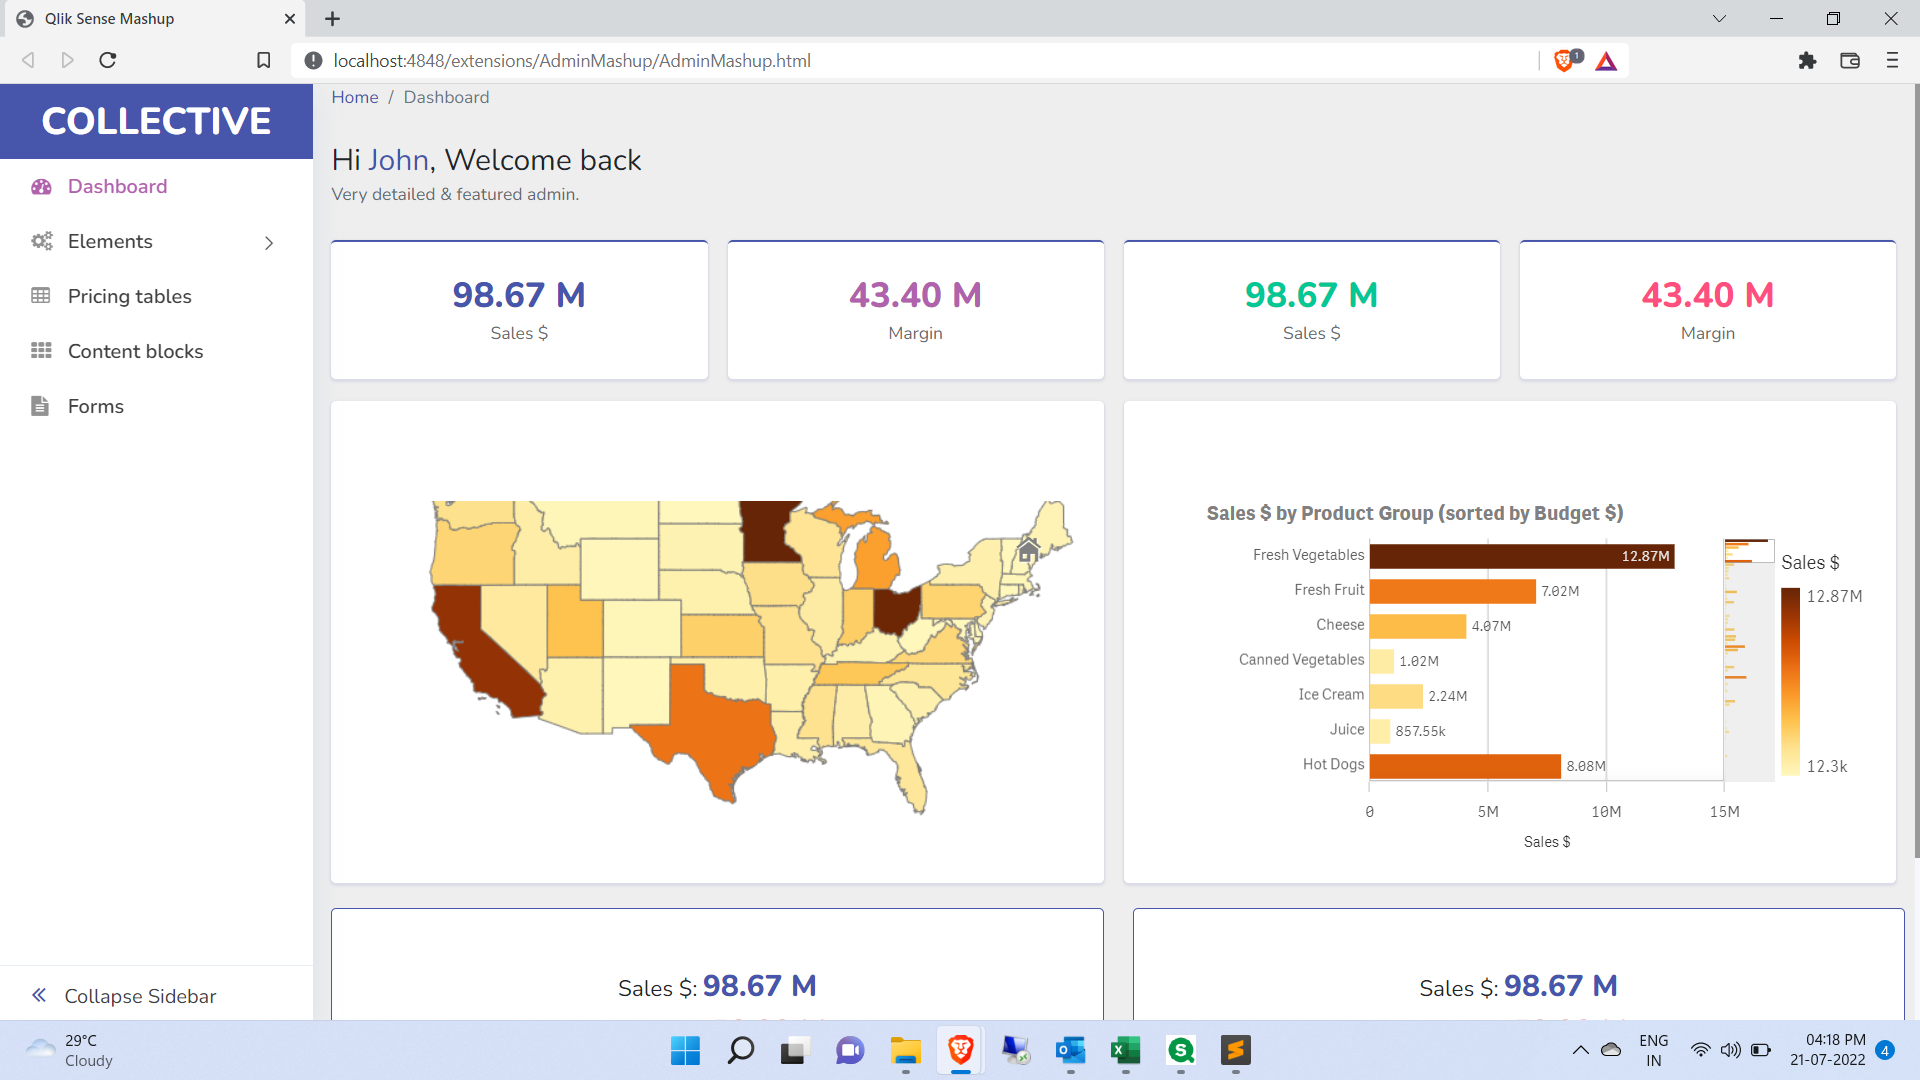 Qlik Sense Mashup
localhost:4848/extensions/AdminMashup/AdminMashup.html
1
COLLECTIVE
Dashboard
Elements
Pricing tables
Content blocks
Forms
Collapse Sidebar
Home / Dashboard
Hi John, Welcome back
Very detailed & featured admin.
98.67 M
Sales $
43.40 M
Margin
98.67 M
Sales $
43.40 M
Margin
Sales $ by Product Group (sorted by Budget $)
Fresh Vegetables 12.87M
Fresh Fruit 7.02M
Cheese 4.07M
Canned Vegetables 1.02M
Ice Cream 2.24M
Juice 857.55k
Hot Dogs 8.08M
0 5M 10M 15M
Sales $
Sales $
12.87M
12.3k
Sales $: 98.67 M
Sales $: 98.67 M
29°C
Cloudy
ENG
IN
04:18 PM
21-07-2022
4